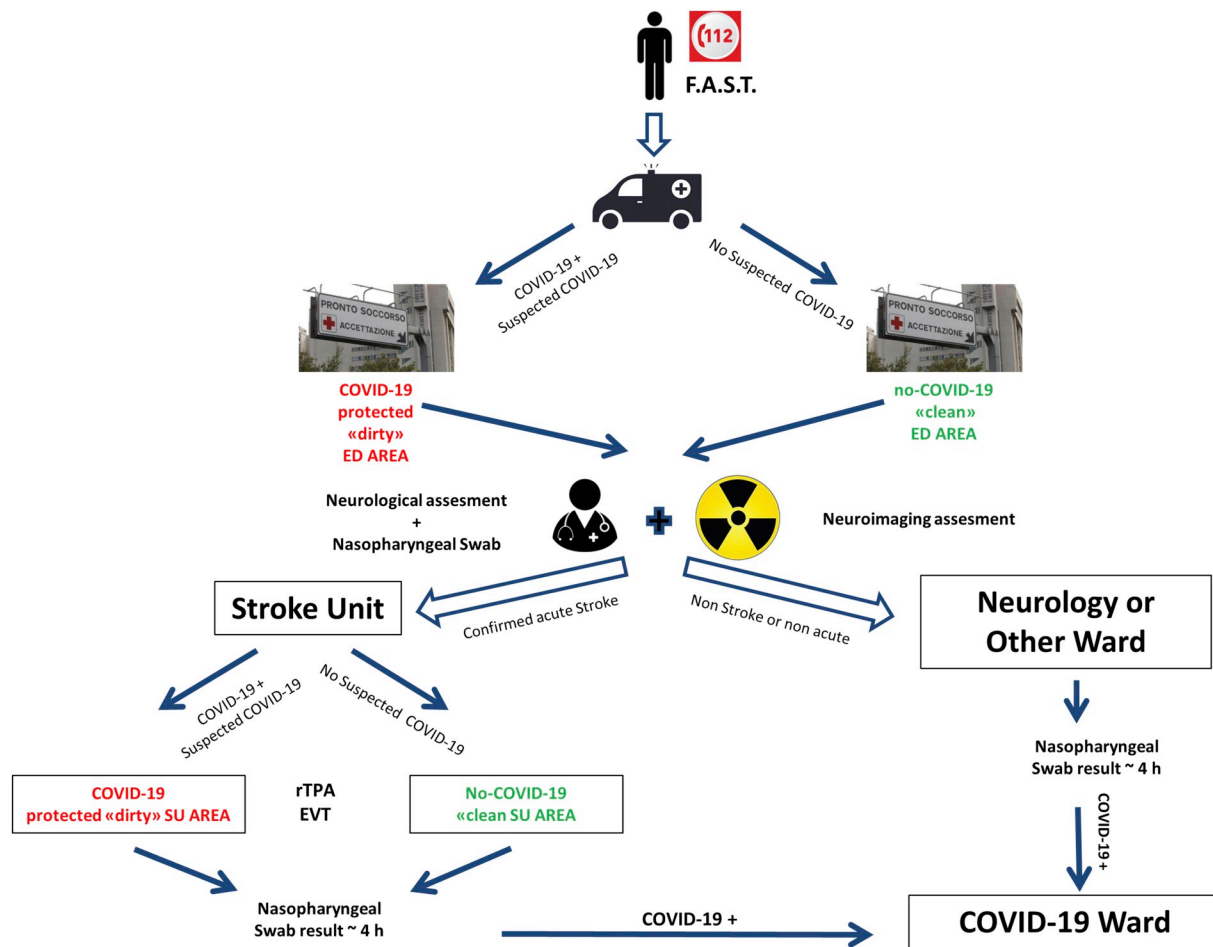 112
F.A.S.T.
COVID-19 +
Suspected COVID-19
No Suspected COVID-19
PRONTO SOCCORSO
ACCETTAZIONE
PRONTO SOCCORSO
ACCETTAZIONE
COVID-19
protected
«dirty»
ED AREA
no-COVID-19
«clean»
ED AREA
Neurological assesment
+
Nasopharyngeal Swab
Neuroimaging assesment
Stroke Unit
Confirmed acute Stroke
Non Stroke or non acute
Neurology or
Other Ward
COVID-19 +
Suspected COVID-19
No Suspected COVID-19
Nasopharyngeal
Swab result ~ 4 h
COVID-19
protected «dirty» SU AREA
rTPA
EVT
No-COVID-19
«clean SU AREA
COVID-19 +
Nasopharyngeal
Swab result ~ 4 h
COVID-19 +
COVID-19 Ward